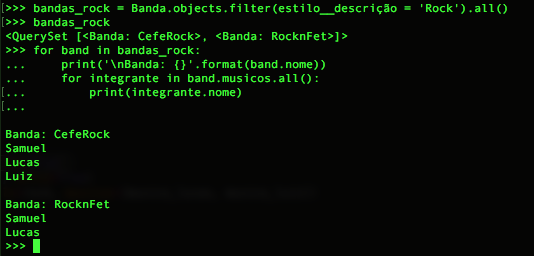 [>>> bandas_rock = Banda.objects.filter(estilo__descrição = 'Rock').all()
[>>> bandas_rock
<QuerySet [<Banda: CefeRock>, <Banda: RocknFet>]>
>>> for band in bandas_rock:
...     print('\nBanda: {}'.format(band.nome))
...     for integrante in band.musicos.all():
[...         print(integrante.nome)
[...
Banda: CefeRock
Samuel
Lucas
Luiz
Banda: RocknFet
Samuel
Lucas
>>>